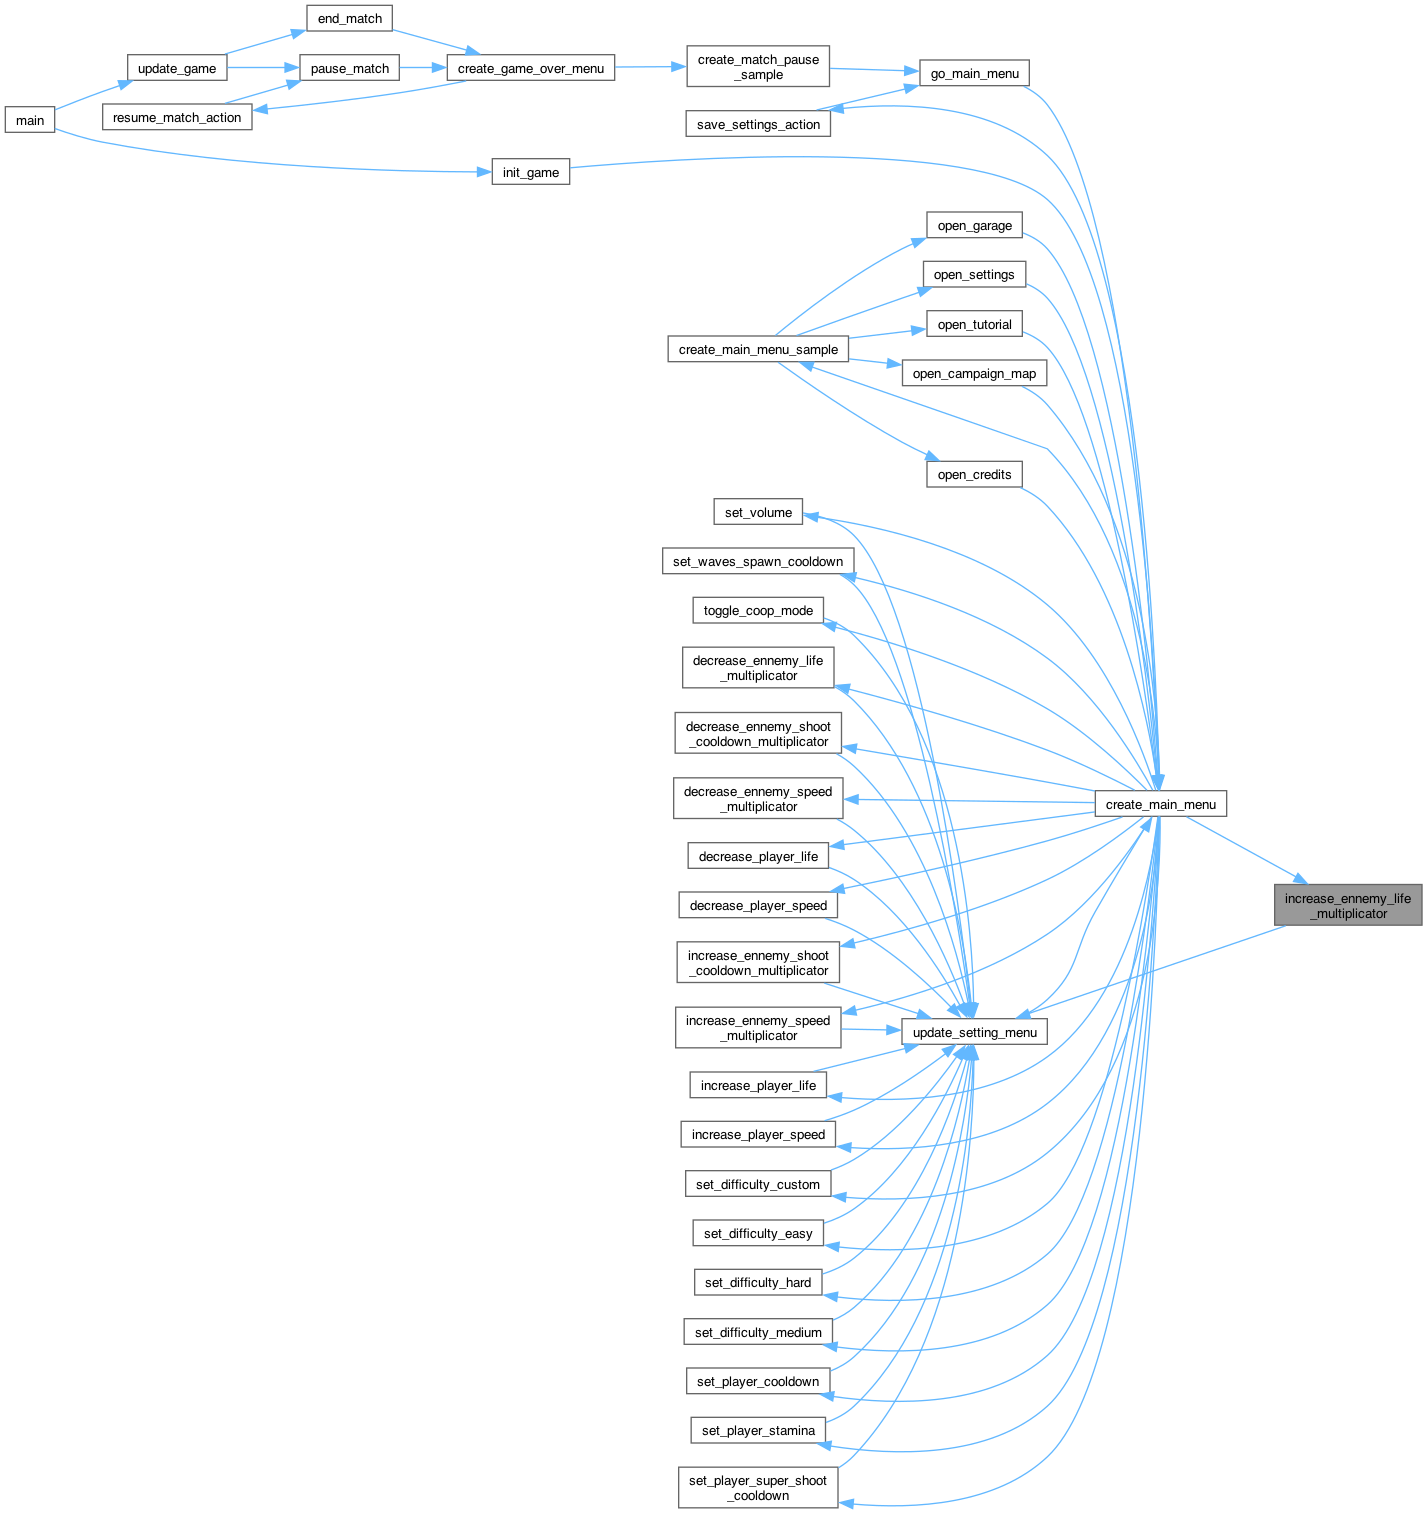 end_match
update_game
pause_match
create_game_over_menu
create_match_pause
_sample
go_main_menu
main
resume_match_action
save_settings_action
init_game
open_garage
open_settings
open_tutorial
create_main_menu_sample
open_campaign_map
open_credits
set_volume
set_waves_spawn_cooldown
toggle_coop_mode
decrease_ennemy_life
_multiplicator
decrease_ennemy_shoot
_cooldown_multiplicator
decrease_ennemy_speed
_multiplicator
create_main_menu
decrease_player_life
increase_ennemy_life
_multiplicator
decrease_player_speed
increase_ennemy_shoot
_cooldown_multiplicator
increase_ennemy_speed
_multiplicator
update_setting_menu
increase_player_life
increase_player_speed
set_difficulty_custom
set_difficulty_easy
set_difficulty_hard
set_difficulty_medium
set_player_cooldown
set_player_stamina
set_player_super_shoot
_cooldown